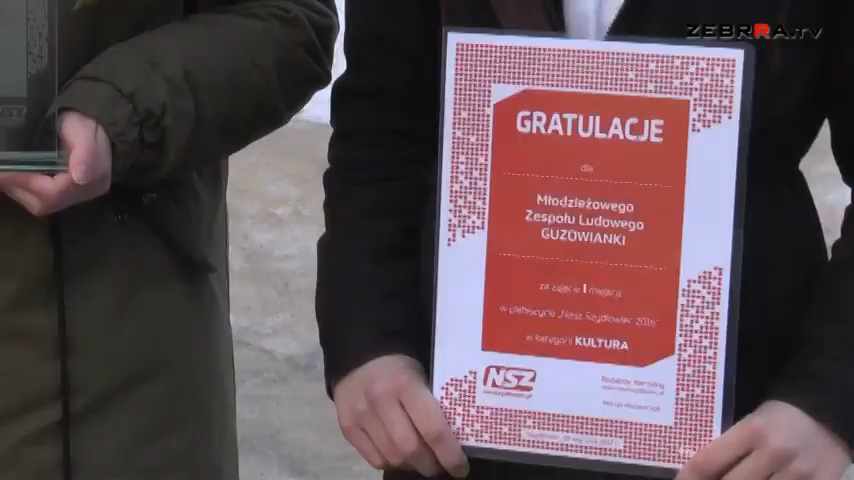 ZEBRRA.TV
GRATULACJE
dla
Młodzieżowego
Zespołu Ludowego
GUZOWIANKI
za zajęcie I miejsca
w plebiscycie „Nasz Szydłowiec 2016”
w kategorii KULTURA
NSZ